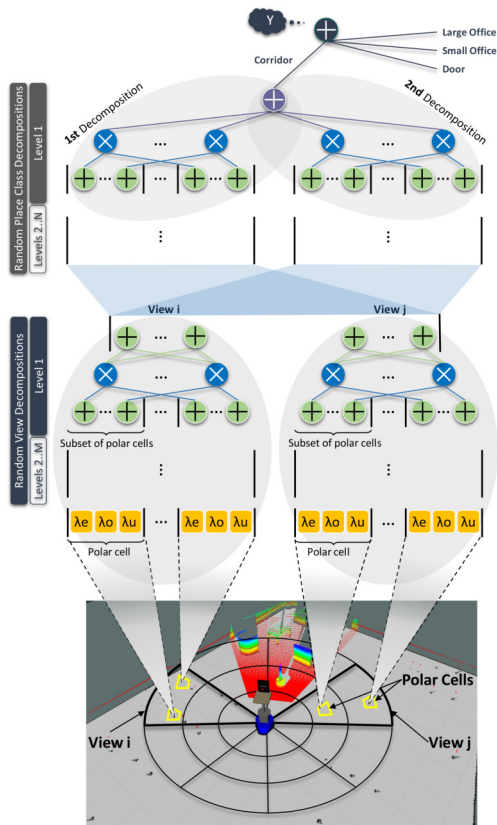 Y
Large Office
Small Office
Door
Corridor
1st Decomposition
2nd Decomposition
Random Place Class Decompositions
Level 1
Levels 2..N
... ...
... ... ... ... ... ...
⋮ ⋮
View i
View j
Random View Decompositions
Level 1
Levels 2...M
... ...
... ...
... ... ... ... ... ...
Subset of polar cells
Subset of polar cells
⋮ ⋮
λe λo λu ... λe λo λu
λe λo λu ... λe λo λu
Polar cell
Polar cell
Polar Cells
View i
View j